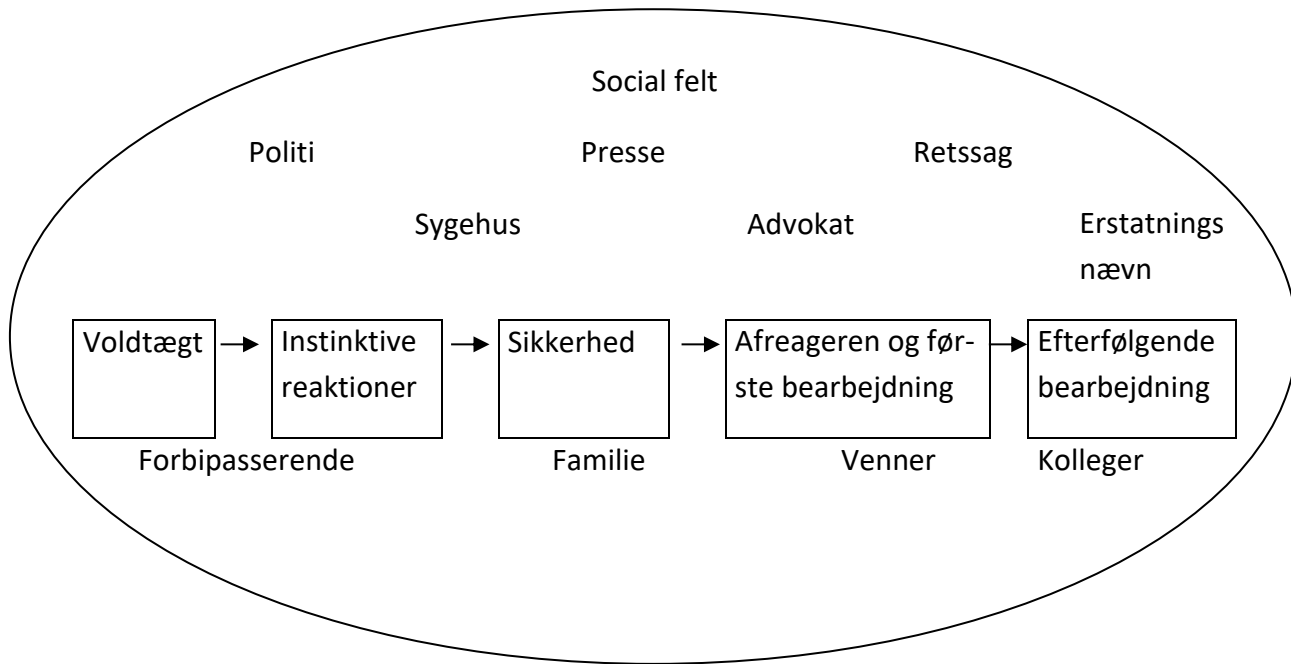 Social felt
Politi
Presse
Retssag
Sygehus
Advokat
Erstatnings
nævn
Voldtægt
Instinktive
reaktioner
Sikkerhed
Afreageren og før-
ste bearbejdning
Efterfølgende
bearbejdning
Forbipasserende
Familie
Venner
Kolleger